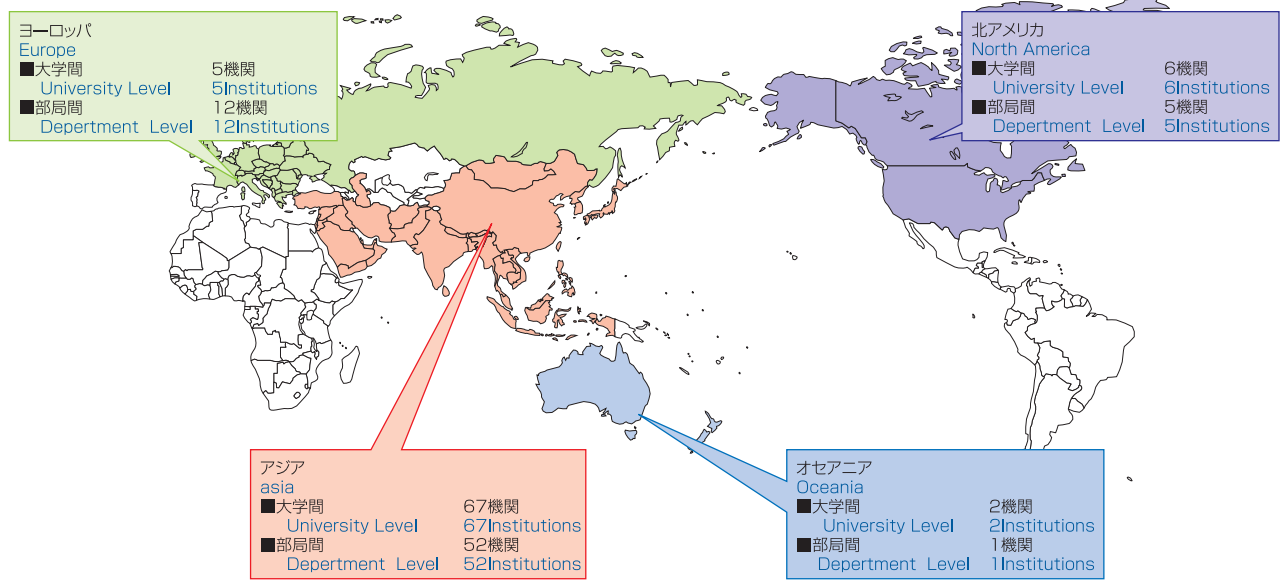 ヨーロッパ
Europe
■大学間 5機関
University Level 5Institutions
■部局間 12機関
Depertment Level 12Institutions
北アメリカ
North America
■大学間 6機関
University Level 6Institutions
■部局間 5機関
Depertment Level 5Institutions
アジア
asia
■大学間 67機関
University Level 67Institutions
■部局間 52機関
Depertment Level 52Institutions
オセアニア
Oceania
■大学間 2機関
University Level 2Institutions
■部局間 1機関
Depertment Level 1Institutions